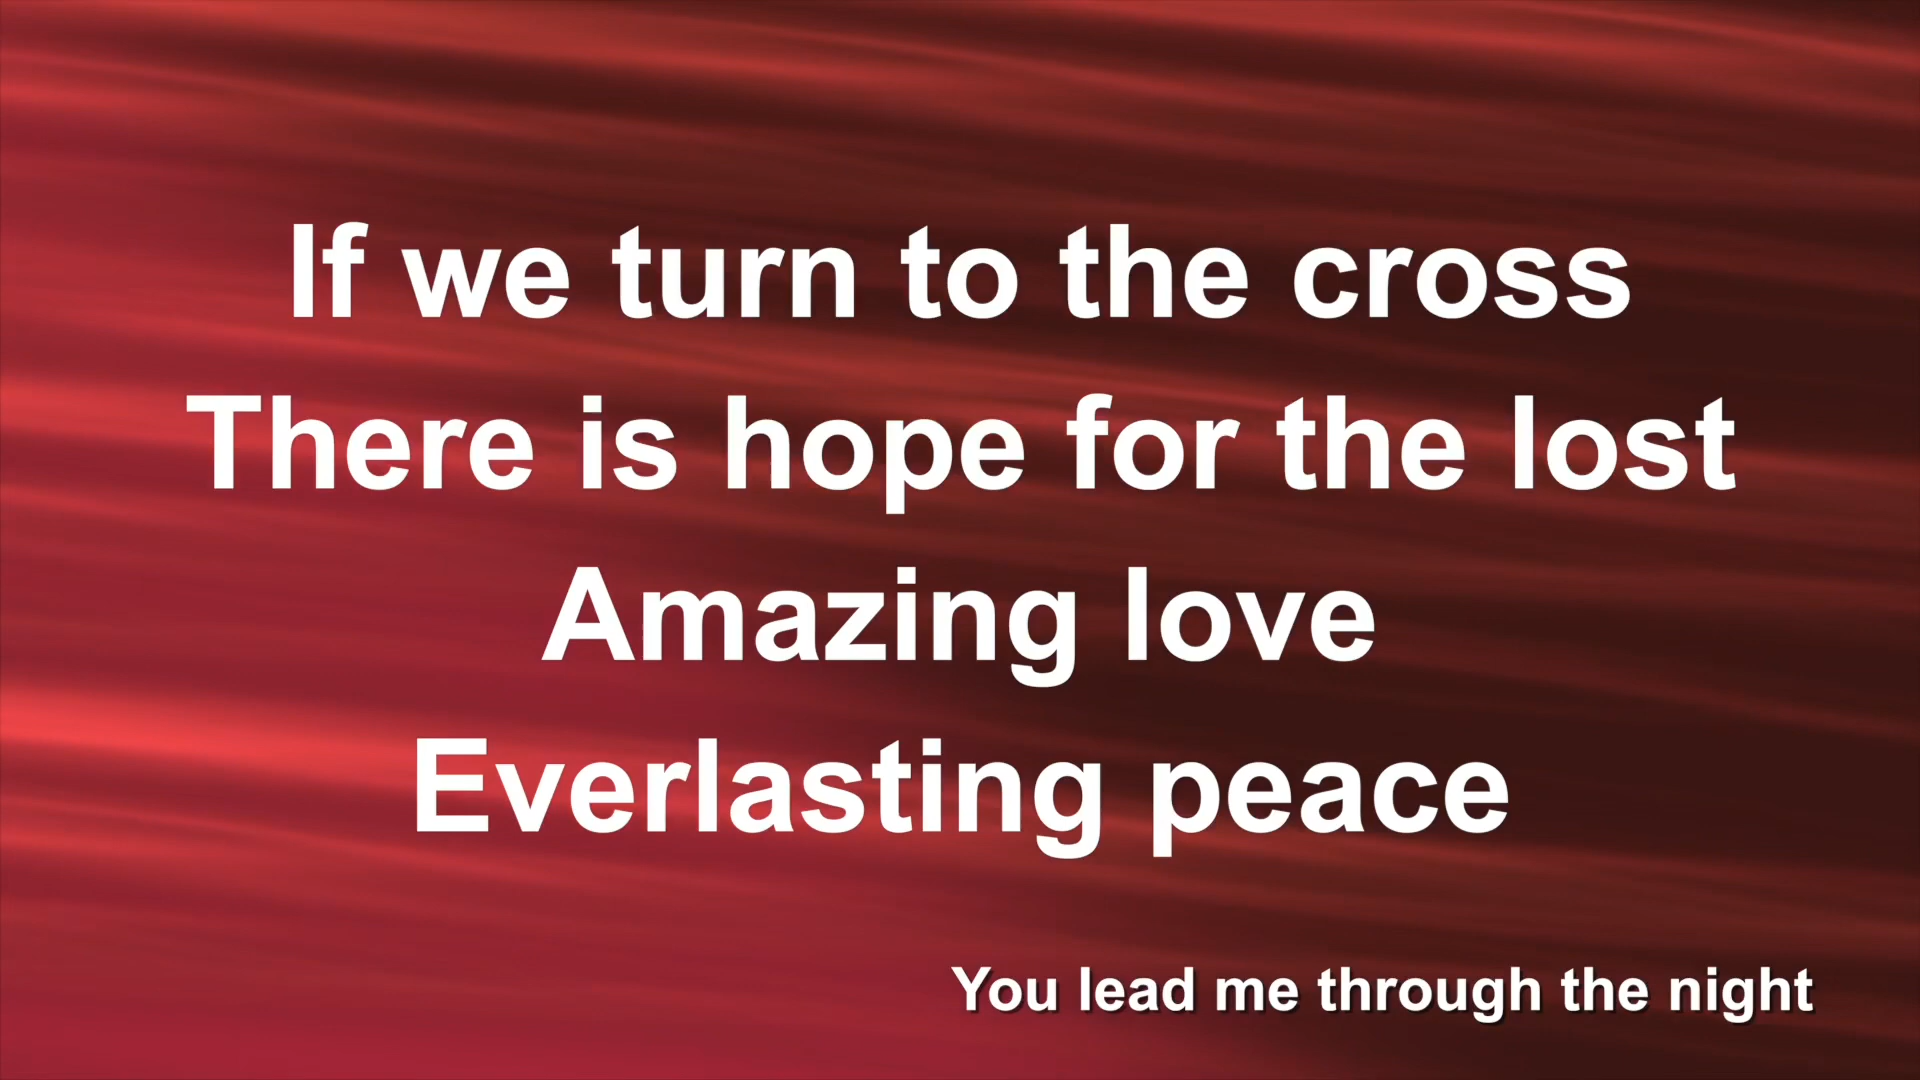 If we turn to the cross
There is hope for the lost
Amazing love
Everlasting peace
You lead me through the night